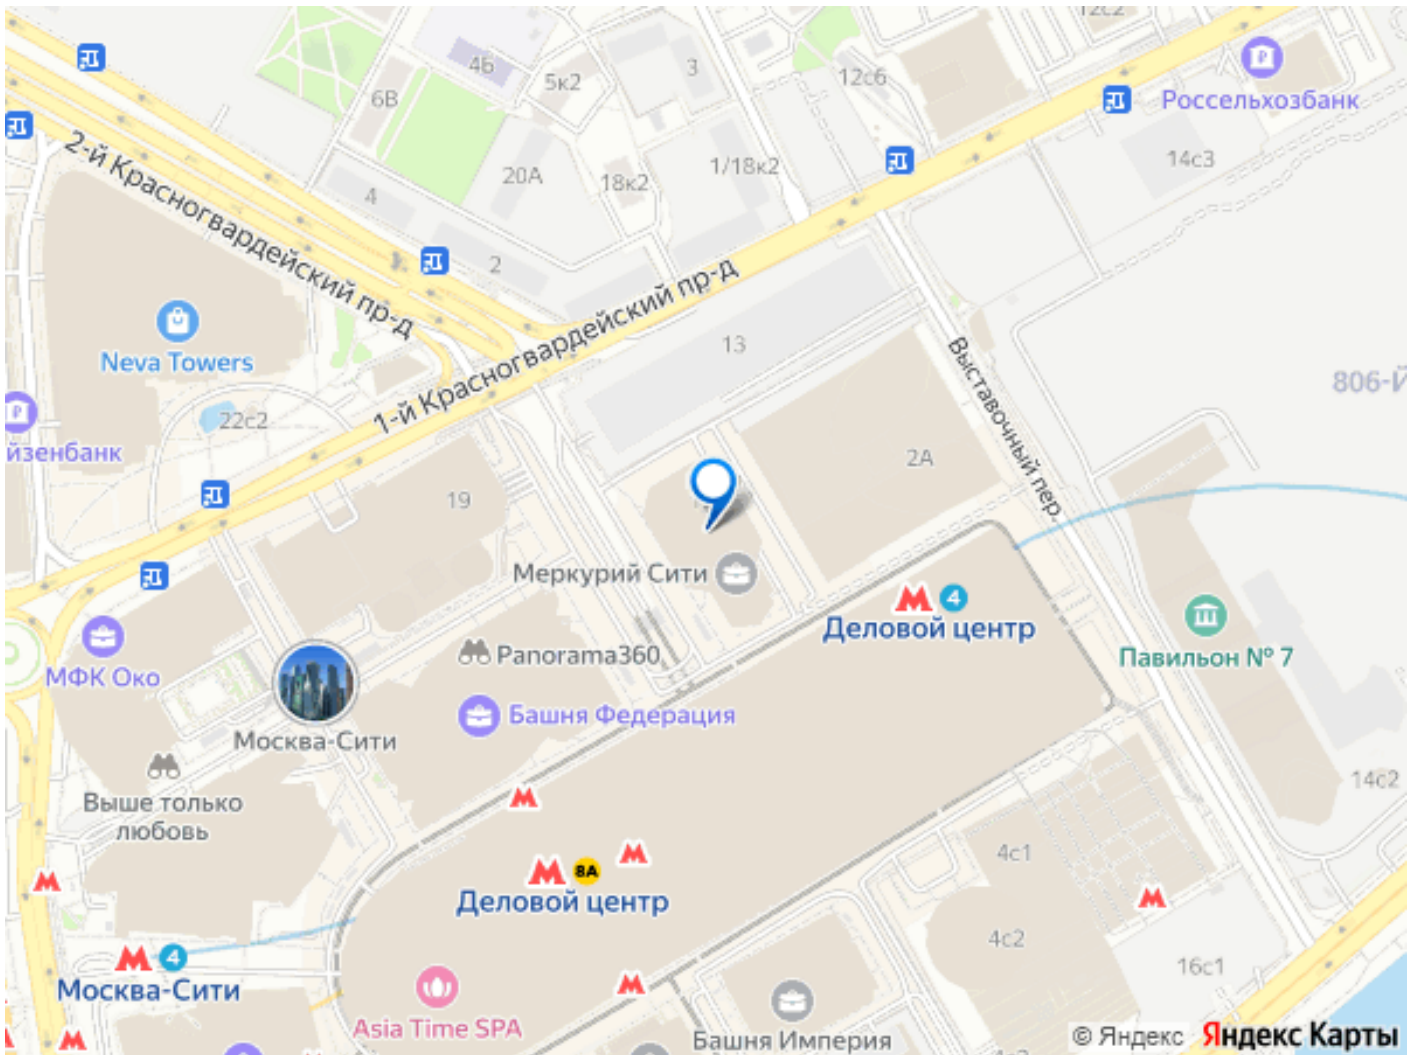 12с2
4Б
5к2
3
12с6
6В
Россельхозбанк
2-й Красногвардейский пр-д
20А
18к2
1/18к2
14с3
4
2
1-й Красногвардейский пр-д
Neva Towers
13
Выставочный пер.
806-Й
22с2
йзенбанк
2А
19
Меркурий Сити
4
Деловой центр
Panorama360
Павильон № 7
МФК Око
Башня Федерация
Москва-Сити
14с2
Выше только
любовь
4с1
8А
Деловой центр
4с2
4
16с1
Москва-Сити
Asia Time SPA
Башня Империя
© Яндекс Яндекс Карты